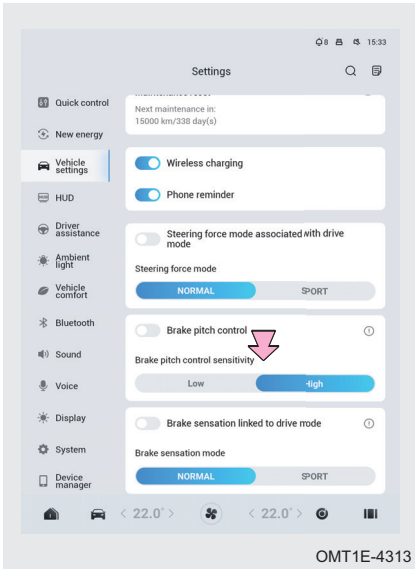 8 15:33
Settings
Quick control
Next maintenance in:
15000 km/338 day(s)
New energy
Vehicle
settings
Wireless charging
HUD
Phone reminder
Driver
assistance
Steering force mode associated with drive
mode
Ambient
light
Steering force mode
Vehicle
comfort
NORMAL SPORT
Bluetooth
Brake pitch control
Sound
Brake pitch control sensitivity
Voice
Low High
Display
Brake sensation linked to drive mode
System
Brake sensation mode
Device
manager
NORMAL SPORT
< 22.0° > < 22.0° >
OMT1E-4313